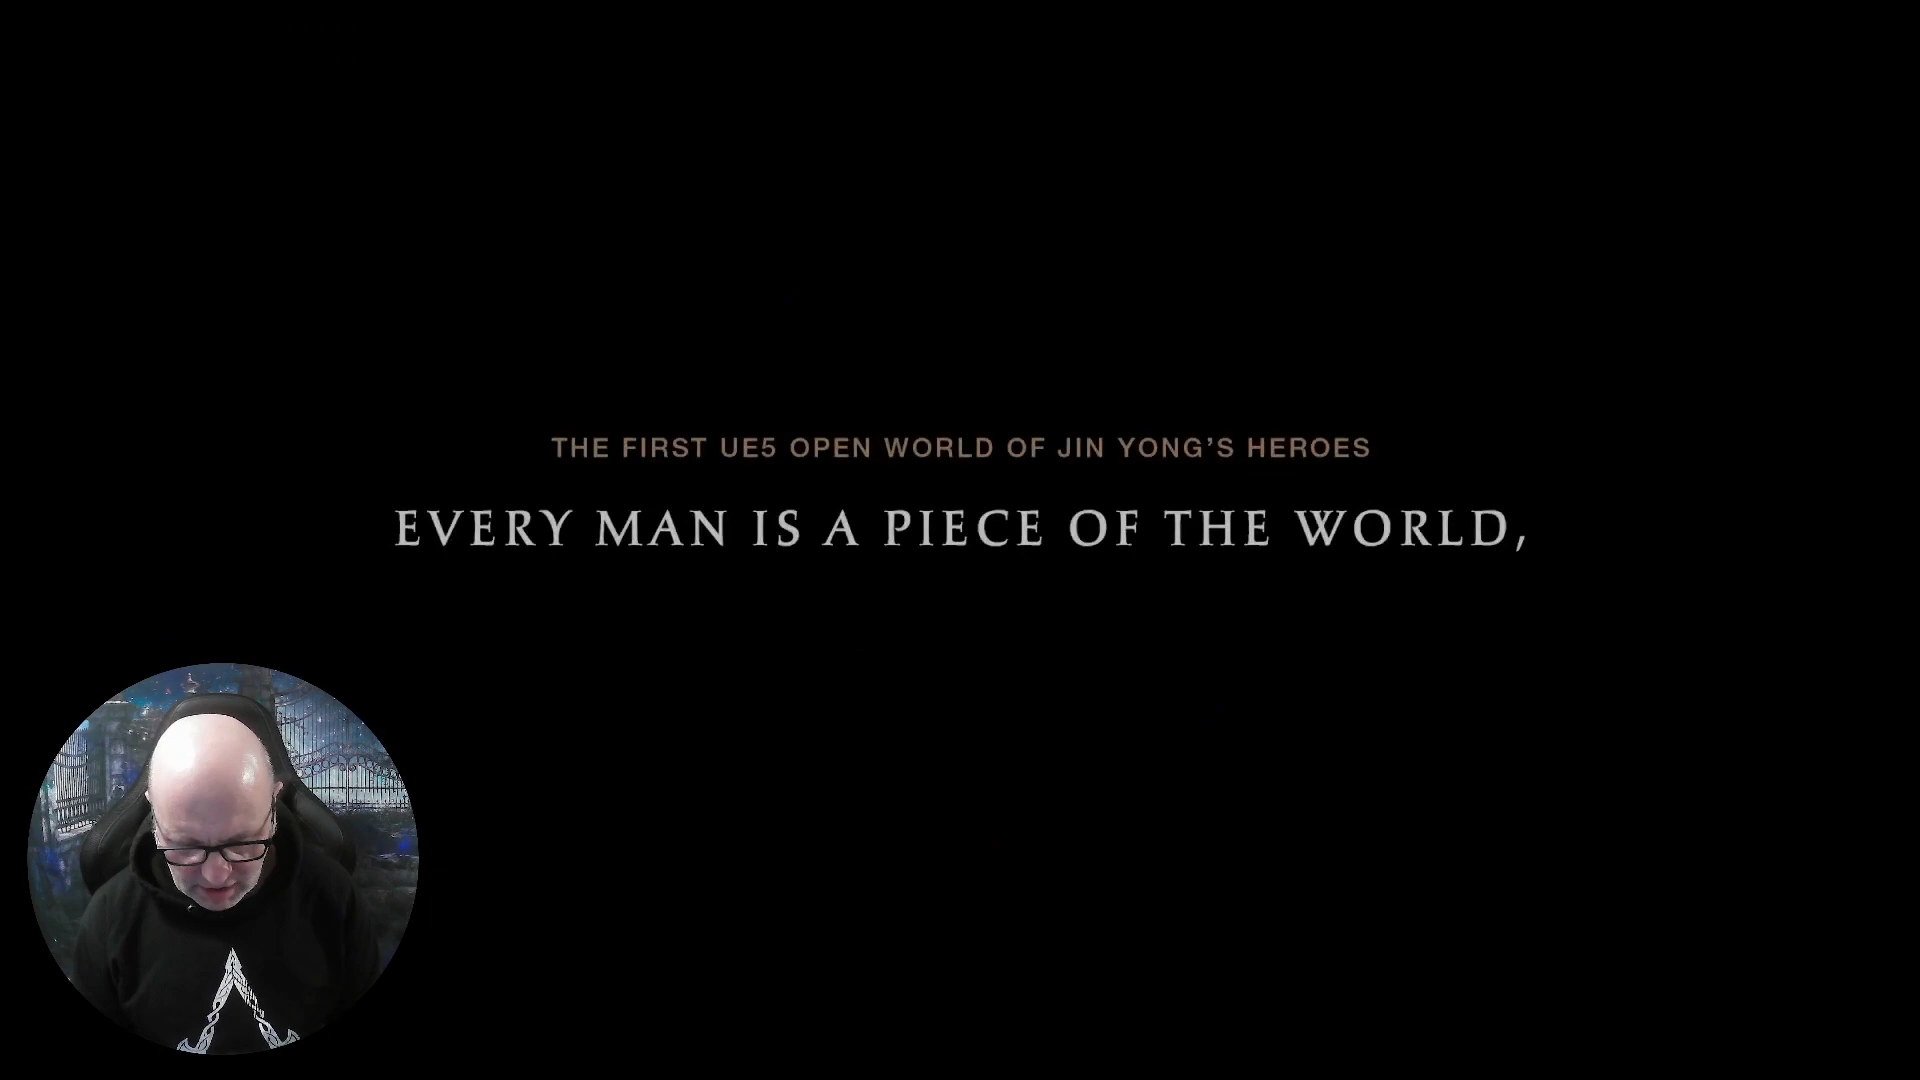 THE FIRST UE5 OPEN WORLD OF JIN YONG’S HEROES
EVERY MAN IS A PIECE OF THE WORLD,